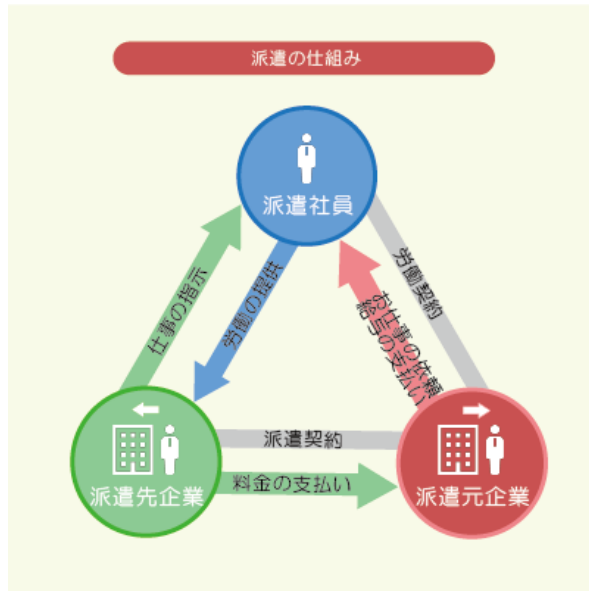 派遣の仕組み
派遣社員
仕事の指示
労働の提供
お仕事の依頼
給与の支払い
労働契約
派遣契約
料金の支払い
派遣先企業
派遣元企業